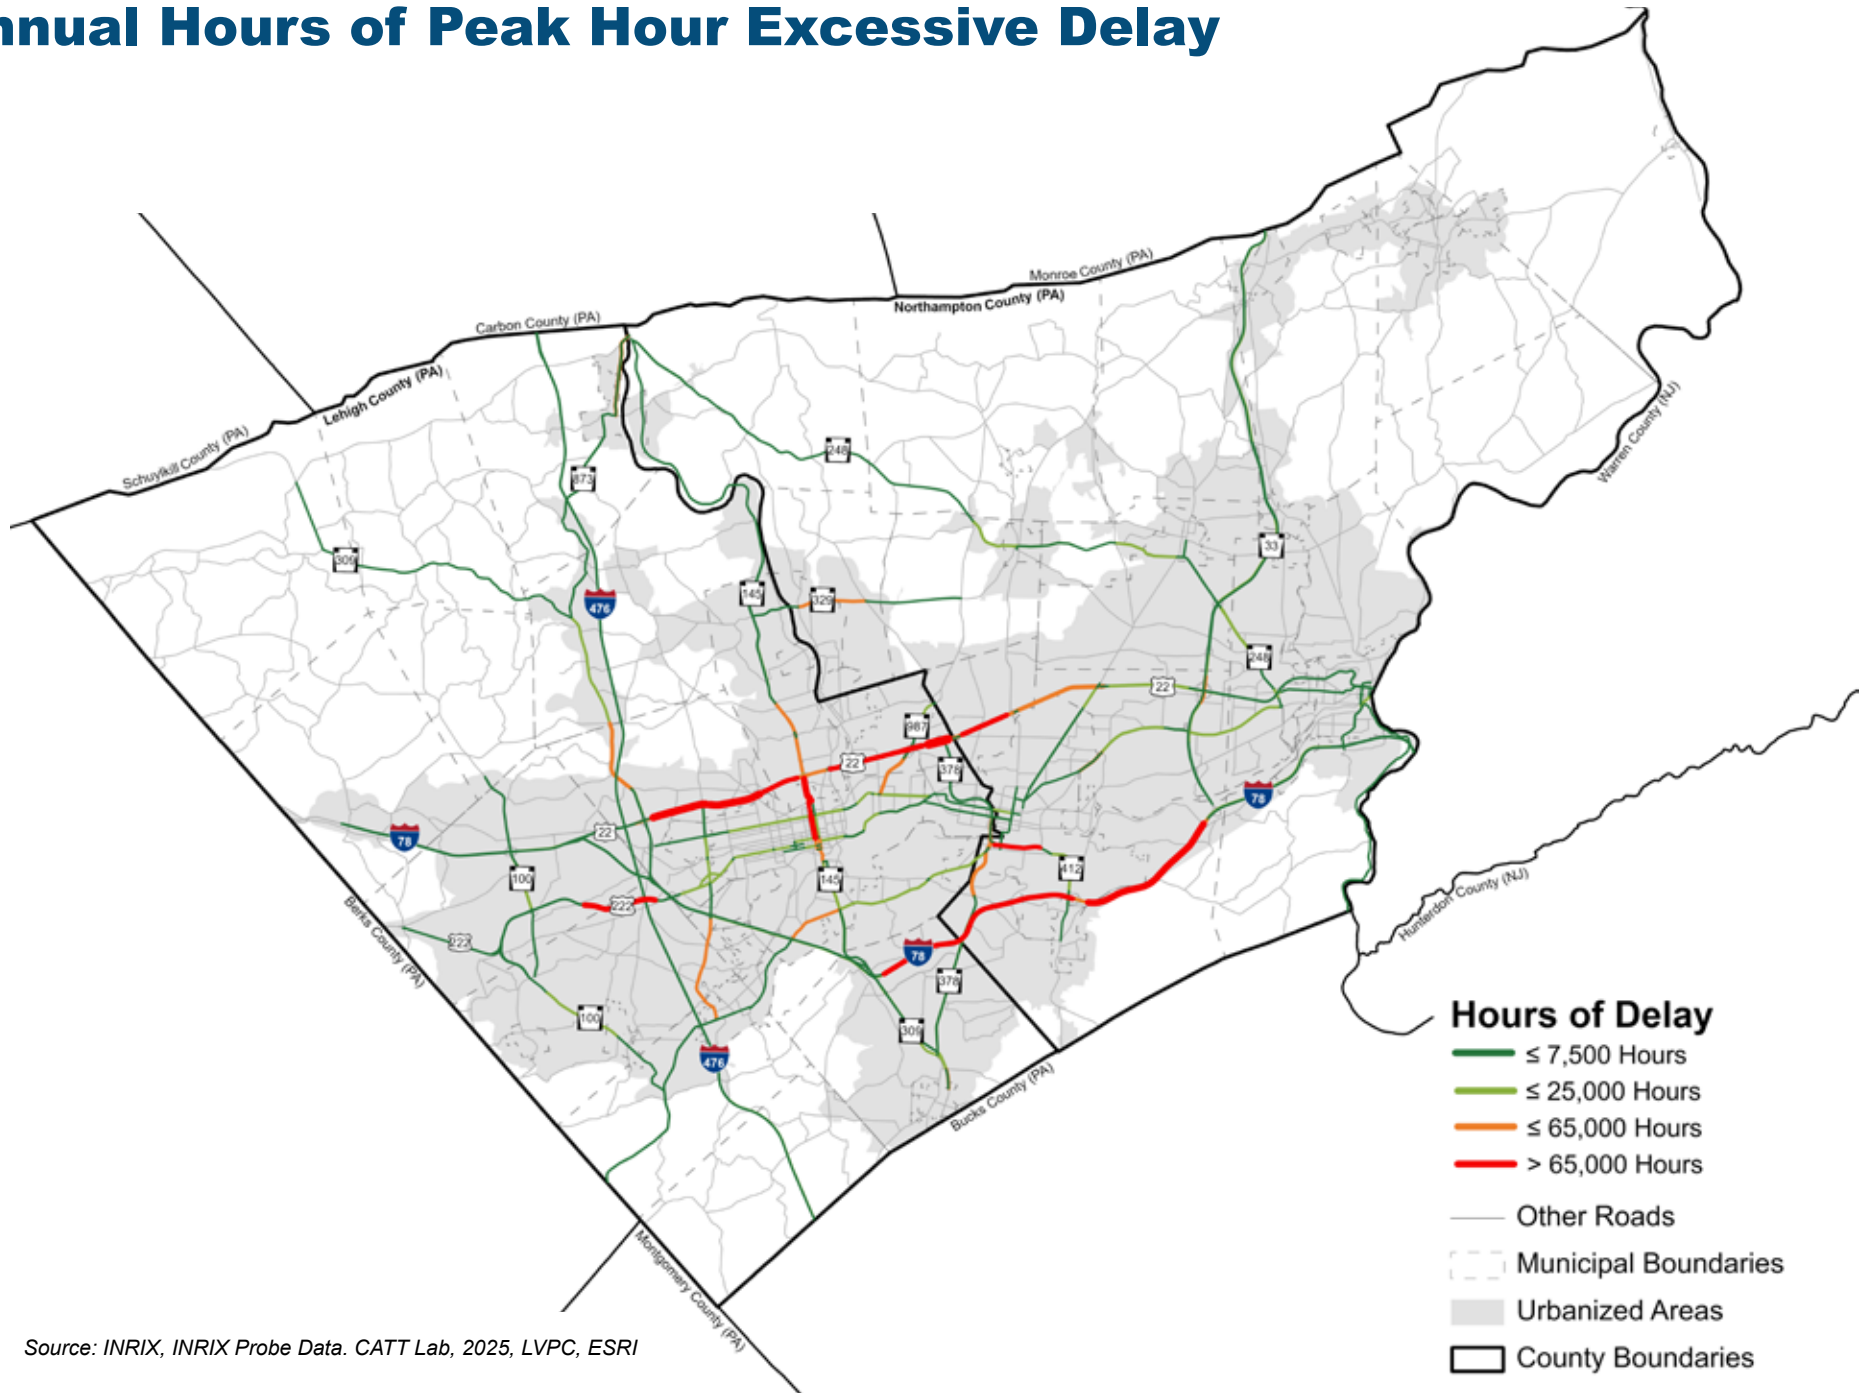 nnual Hours of Peak Hour Excessive Delay
Monroe County (PA)
Northampton County (PA)
Carbon County (PA)
Lehigh County (PA)
Schuylkill County (PA)
Warren County (NJ)
248
873
33
309
476
145
329
248
22
987
22
378
78
22
78
100
145
412
222
222
78
378
100
309
476
Berks County (PA)
Hunterdon County (NJ)
Bucks County (PA)
Montgomery County (PA)
Hours of Delay
≤ 7,500 Hours
≤ 25,000 Hours
≤ 65,000 Hours
> 65,000 Hours
Other Roads
Municipal Boundaries
Urbanized Areas
County Boundaries
Source: INRIX, INRIX Probe Data. CATT Lab, 2025, LVPC, ESRI